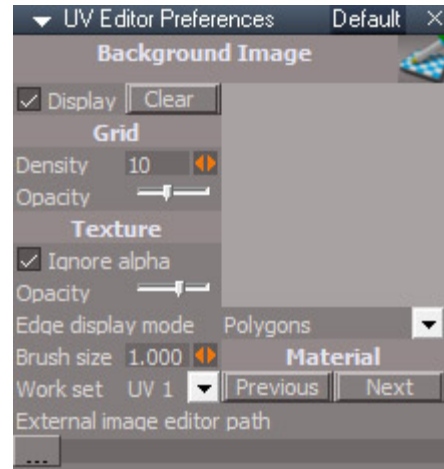 UV Editor Preferences Default
Background Image
Display Clear
Grid
Density 10
Opacity
Texture
Ignore alpha
Opacity
Edge display mode Polygons
Brush size 1.000 Material
Work set UV 1 Previous Next
External image editor path
...